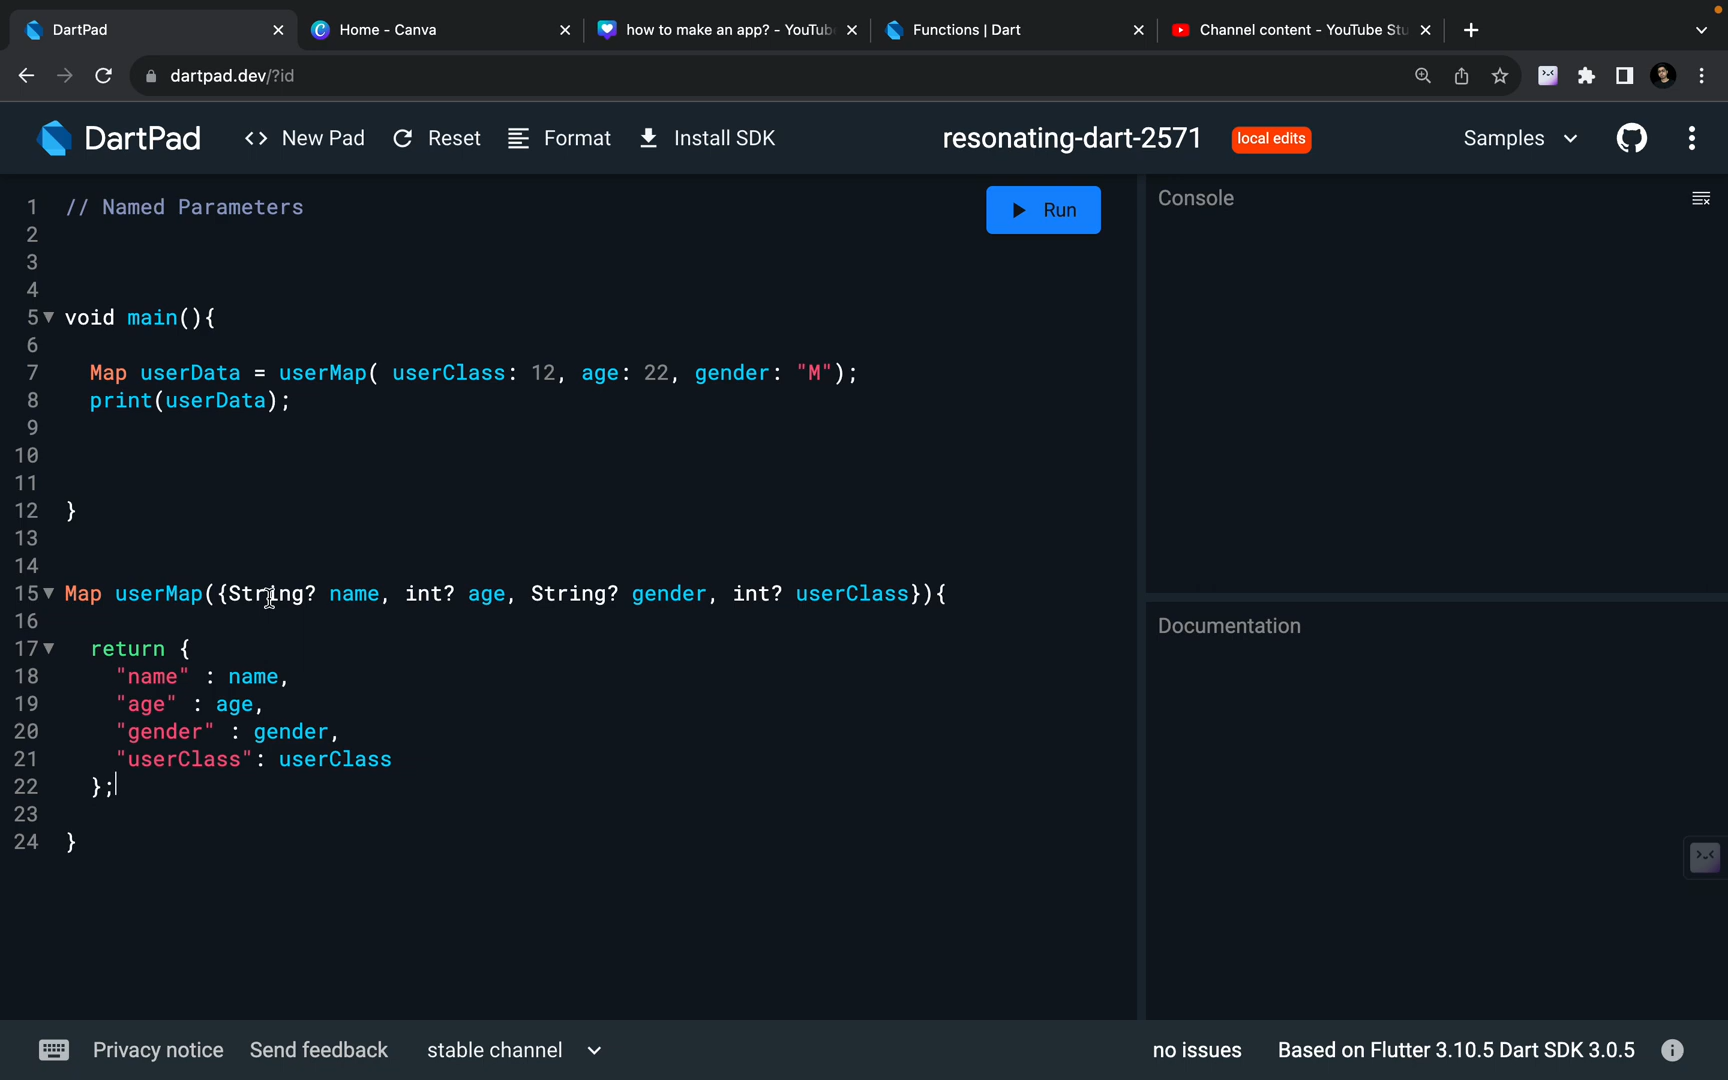 DartPad
Home - Canva
how to make an app? - YouTube
Functions | Dart
Channel content - YouTube Stu
dartpad.dev/?id
DartPad
<> New Pad
Reset
Format
Install SDK
resonating-dart-2571
local edits
Samples
1 // Named Parameters
2
3
4
5 void main(){
6
7 Map userData = userMap( userClass: 12, age: 22, gender: "M");
8 print(userData);
9
10
11
12 }
13
14
15 Map userMap({String? name, int? age, String? gender, int? userClass}){
16
17 return {
18 "name" : name,
19 "age" : age,
20 "gender" : gender,
21 "userClass": userClass
22 };
23
24 }
Run
Console
Documentation
Privacy notice
Send feedback
stable channel
no issues
Based on Flutter 3.10.5 Dart SDK 3.0.5